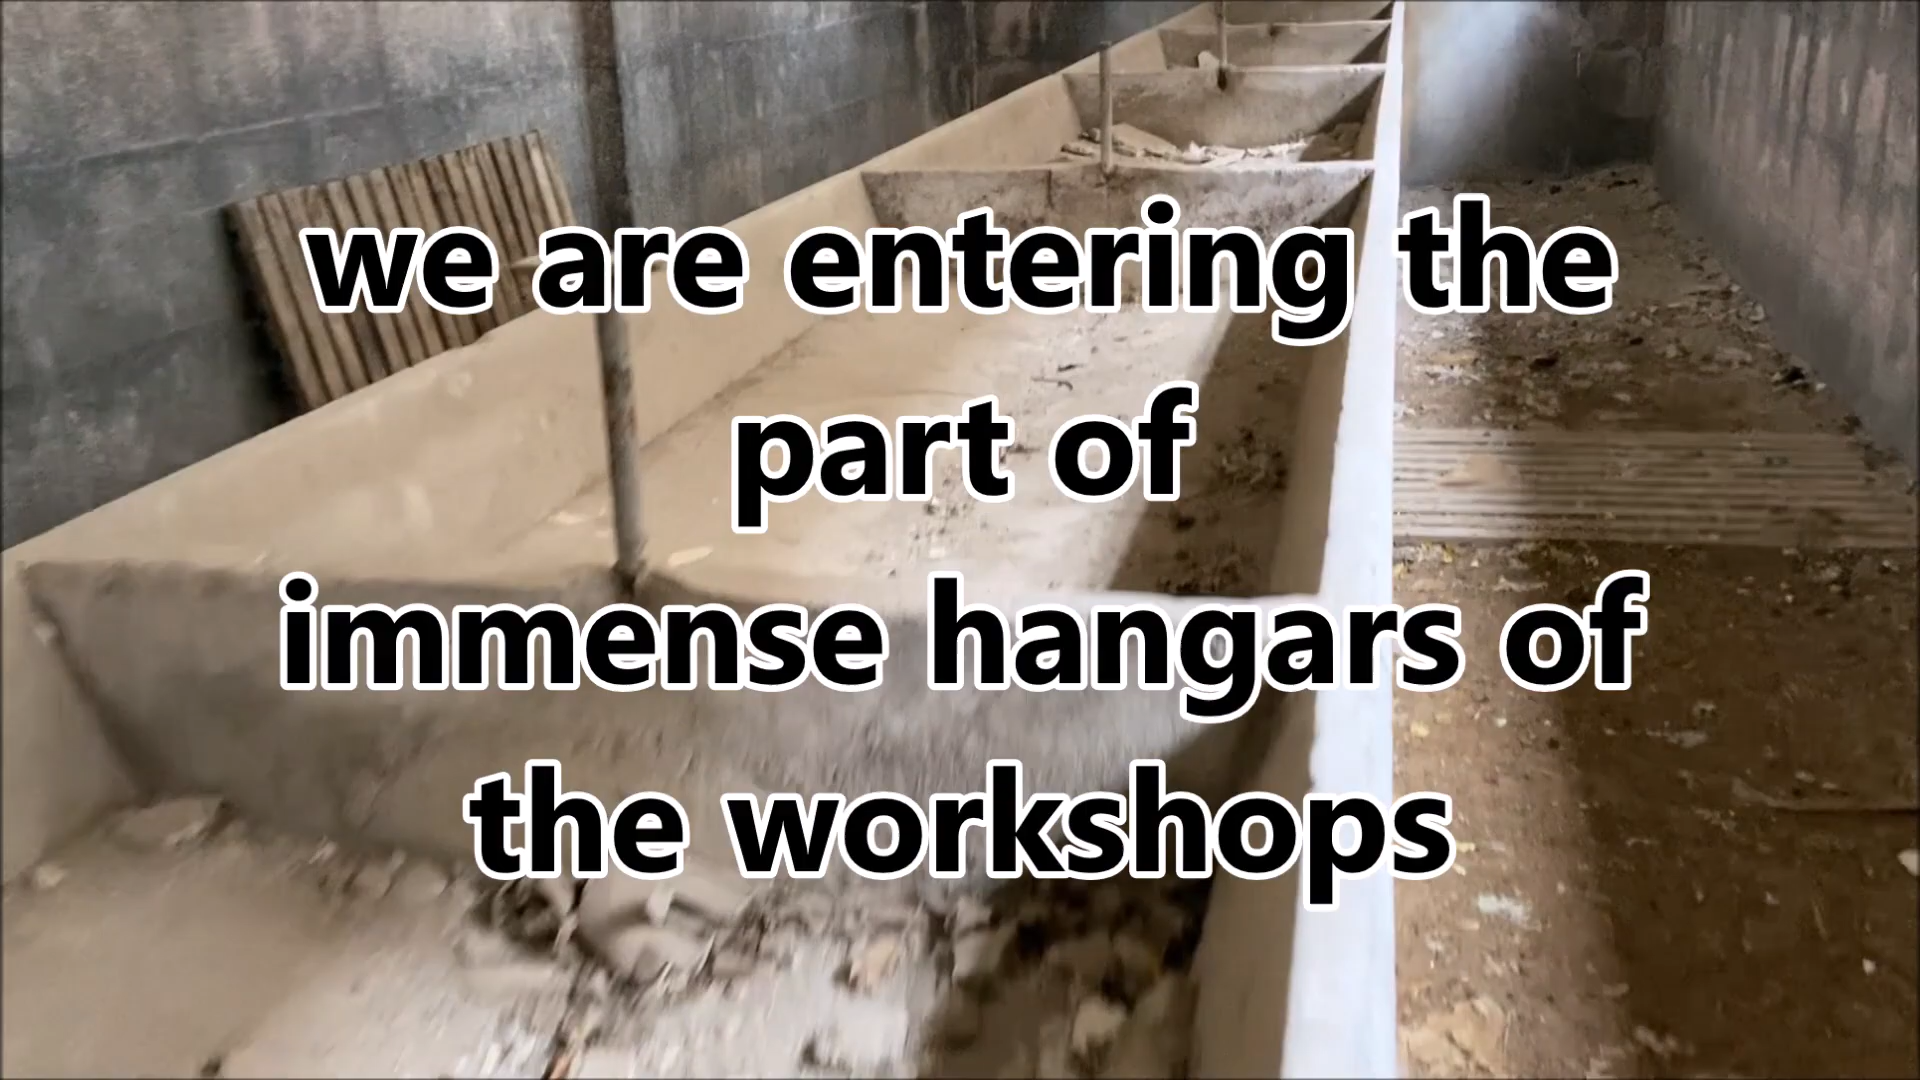 we are entering the
part of
immense hangars of
the workshops